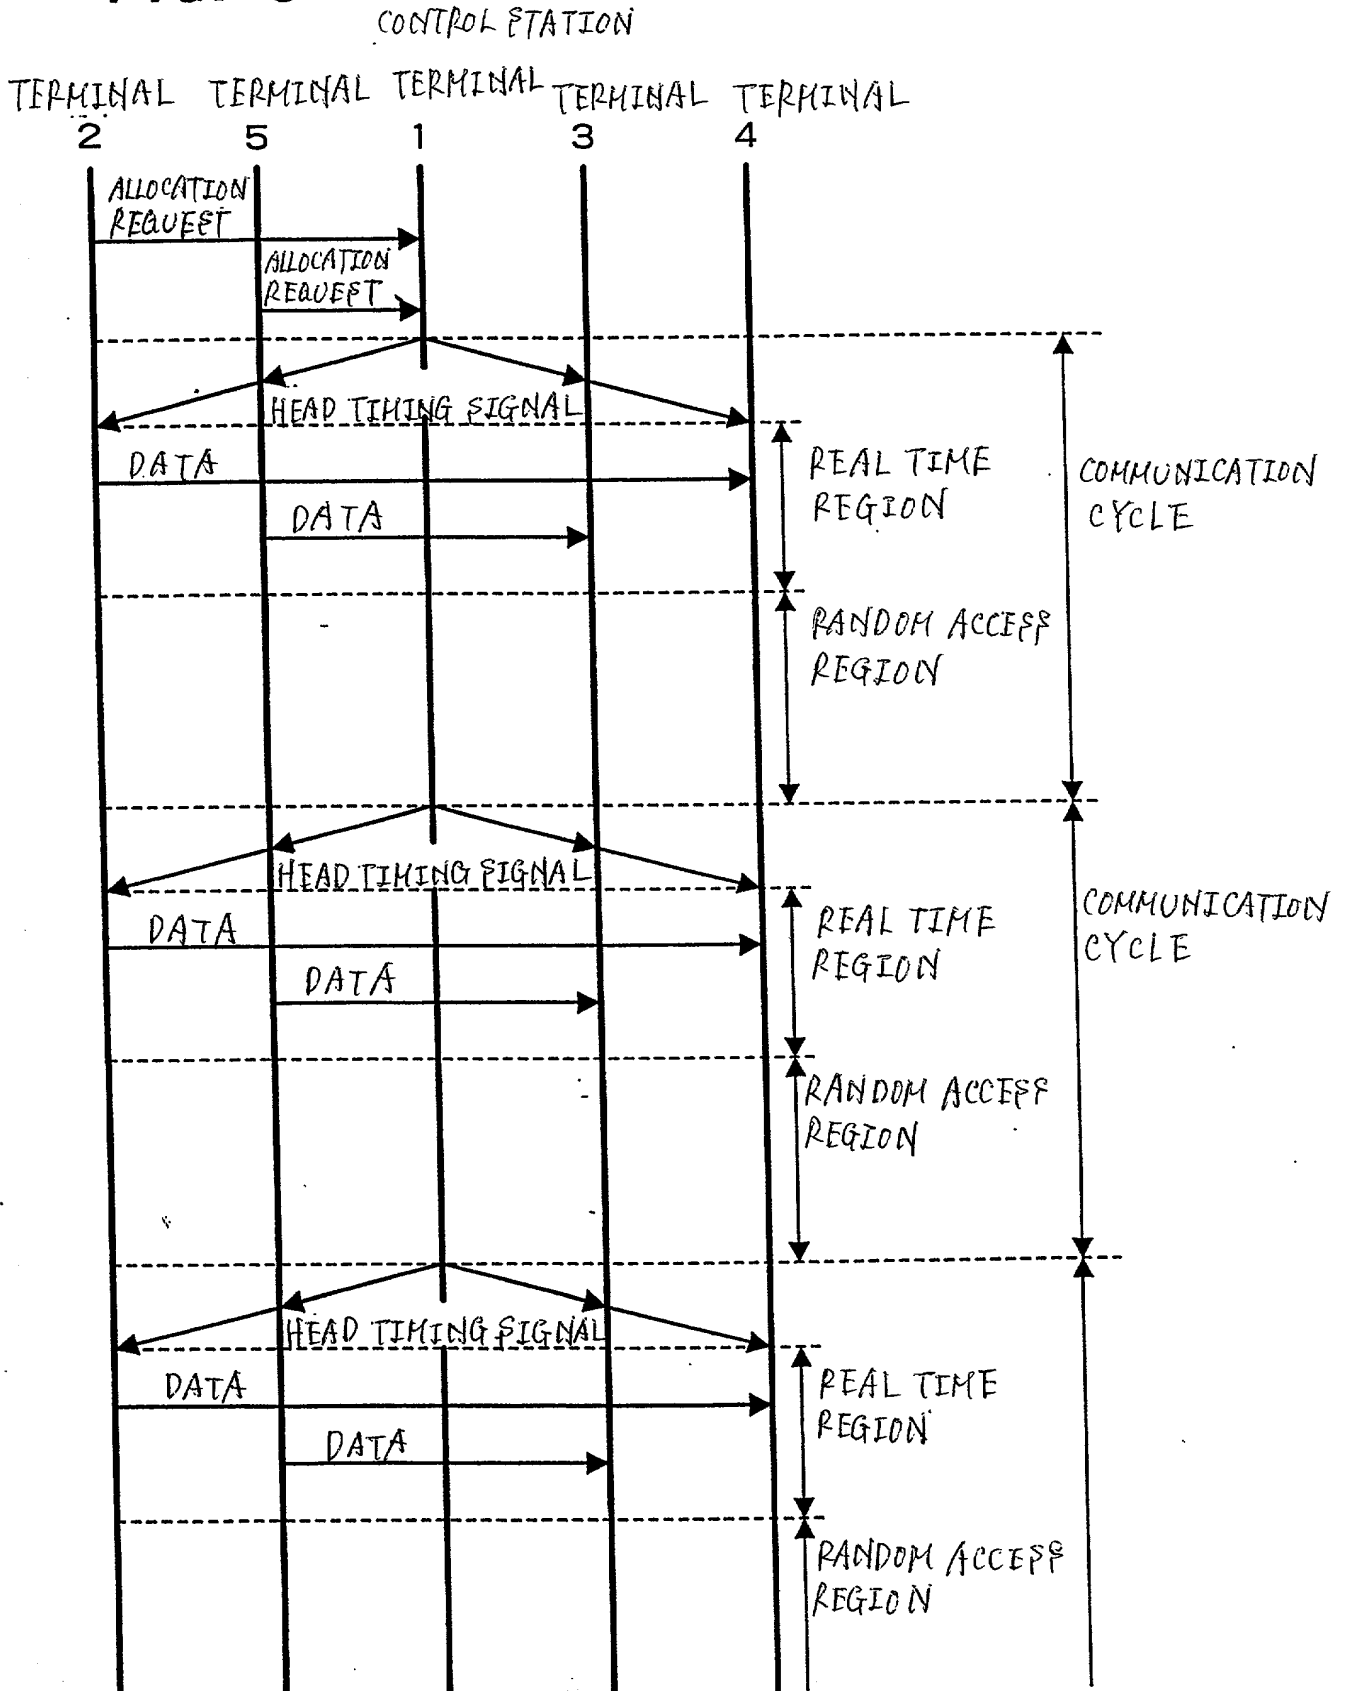 CONTROL STATION
TERMINAL TERMINAL TERMINAL TERMINAL TERMINAL
2 5 1 3 4
ALLOCATION
REQUEST
ALLOCATION
REQUEST
HEAD TIMING SIGNAL
DATA
REAL TIME
REGION
COMMUNICATION
CYCLE
DATA
RANDOM ACCESS
REGION
HEAD TIMING SIGNAL
DATA
REAL TIME
REGION
COMMUNICATION
CYCLE
DATA
RANDOM ACCESS
REGION
HEAD TIMING SIGNAL
DATA
REAL TIME
REGION
DATA
RANDOM ACCESS
REGION